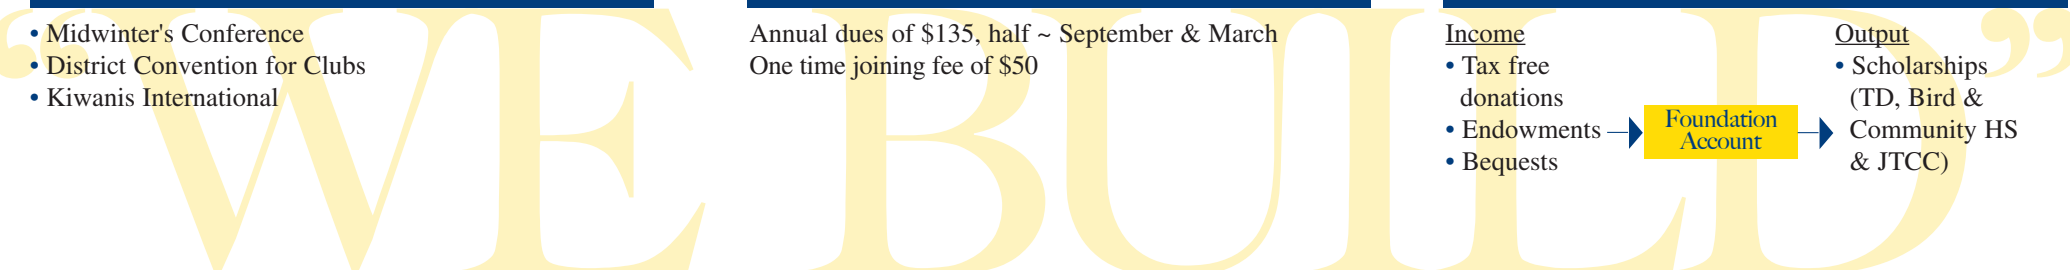 “WE BUILD”
• Midwinter's Conference
• District Convention for Clubs
• Kiwanis International
Annual dues of $135, half ~ September & March
One time joining fee of $50
Income
• Tax free
donations
• Endowments
• Bequests
Foundation
Account
Output
• Scholarships
(TD, Bird &
Community HS
& JTCC)